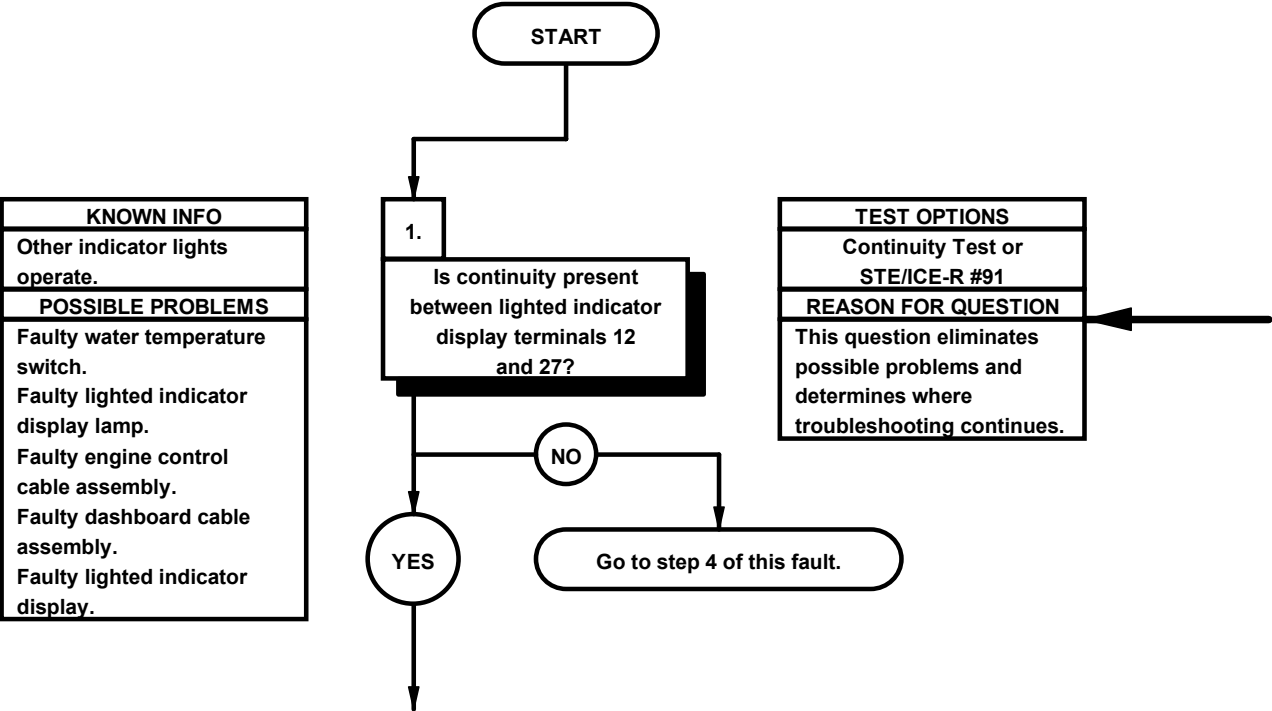 START
KNOWN INFO
Other indicator lights
operate.
POSSIBLE PROBLEMS
Faulty water temperature
switch.
Faulty lighted indicator
display lamp.
Faulty engine control
cable assembly.
Faulty dashboard cable
assembly.
Faulty lighted indicator
display.
1.
Is continuity present
between lighted indicator
display terminals 12
and 27?
TEST OPTIONS
Continuity Test or
STE/ICE-R #91
REASON FOR QUESTION
This question eliminates
possible problems and
determines where
troubleshooting continues.
NO
YES
Go to step 4 of this fault.